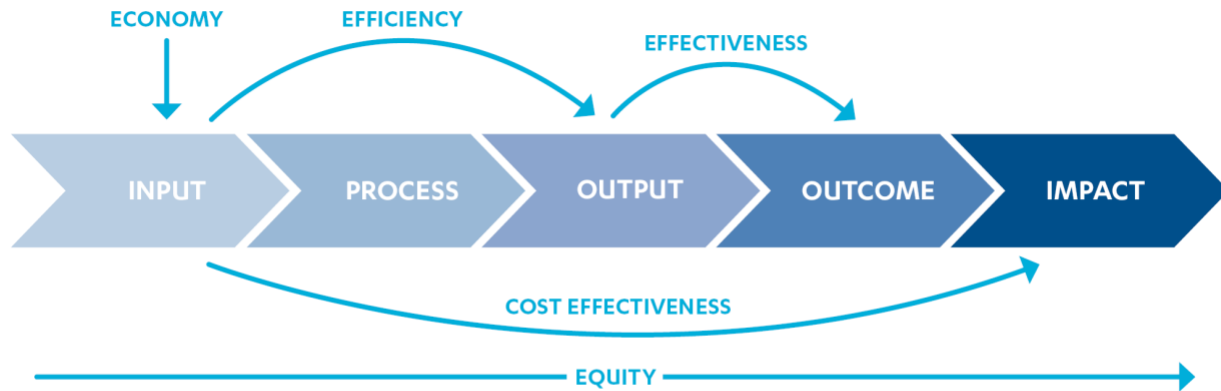 ECONOMY
EFFICIENCY
EFFECTIVENESS
INPUT
PROCESS
OUTPUT
OUTCOME
IMPACT
COST EFFECTIVENESS
EQUITY